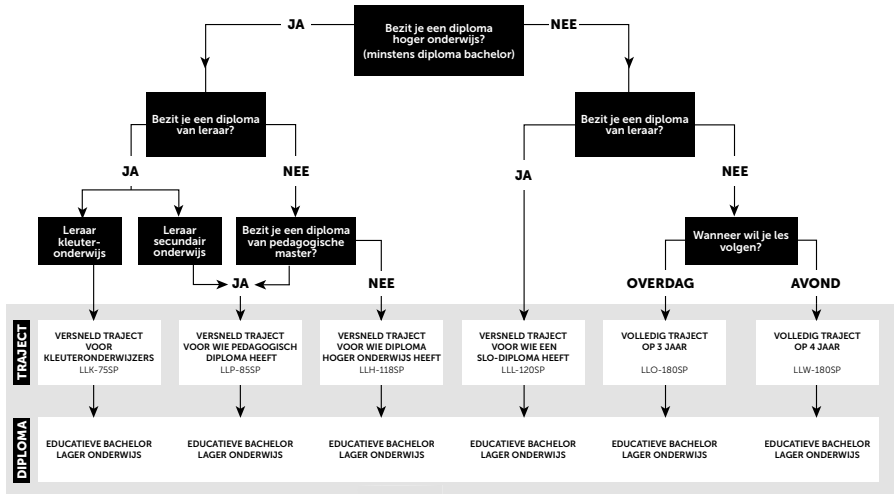 Bezit je een diploma
hoger onderwijs?
(minstens diploma bachelor)
JA
NEE
Bezit je een diploma
van leraar?
Bezit je een diploma
van leraar?
JA
NEE
JA
NEE
Leraar
kleuter-
onderwijs
Leraar
secundair
onderwijs
Bezit je een diploma
van pedagogische
master?
Wanneer wil je les
volgen?
JA
NEE
OVERDAG
AVOND
TRAJECT
VERSNELD TRAJECT
VOOR
KLEUTERONDERWIJZERS
LLK-75SP
VERSNELD TRAJECT
VOOR WIE PEDAGOGISCH
DIPLOMA HEEFT
LLP-85SP
VERSNELD TRAJECT
VOOR WIE DIPLOMA
HOGER ONDERWIJS HEEFT
LLH-118SP
VERSNELD TRAJECT
VOOR WIE EEN
SLO-DIPLOMA HEEFT
LLL-120SP
VOLLEDIG TRAJECT
OP 3 JAAR
LLO-180SP
VOLLEDIG TRAJECT
OP 4 JAAR
LLW-180SP
DIPLOMA
EDUCATIEVE BACHELOR
LAGER ONDERWIJS
EDUCATIEVE BACHELOR
LAGER ONDERWIJS
EDUCATIEVE BACHELOR
LAGER ONDERWIJS
EDUCATIEVE BACHELOR
LAGER ONDERWIJS
EDUCATIEVE BACHELOR
LAGER ONDERWIJS
EDUCATIEVE BACHELOR
LAGER ONDERWIJS